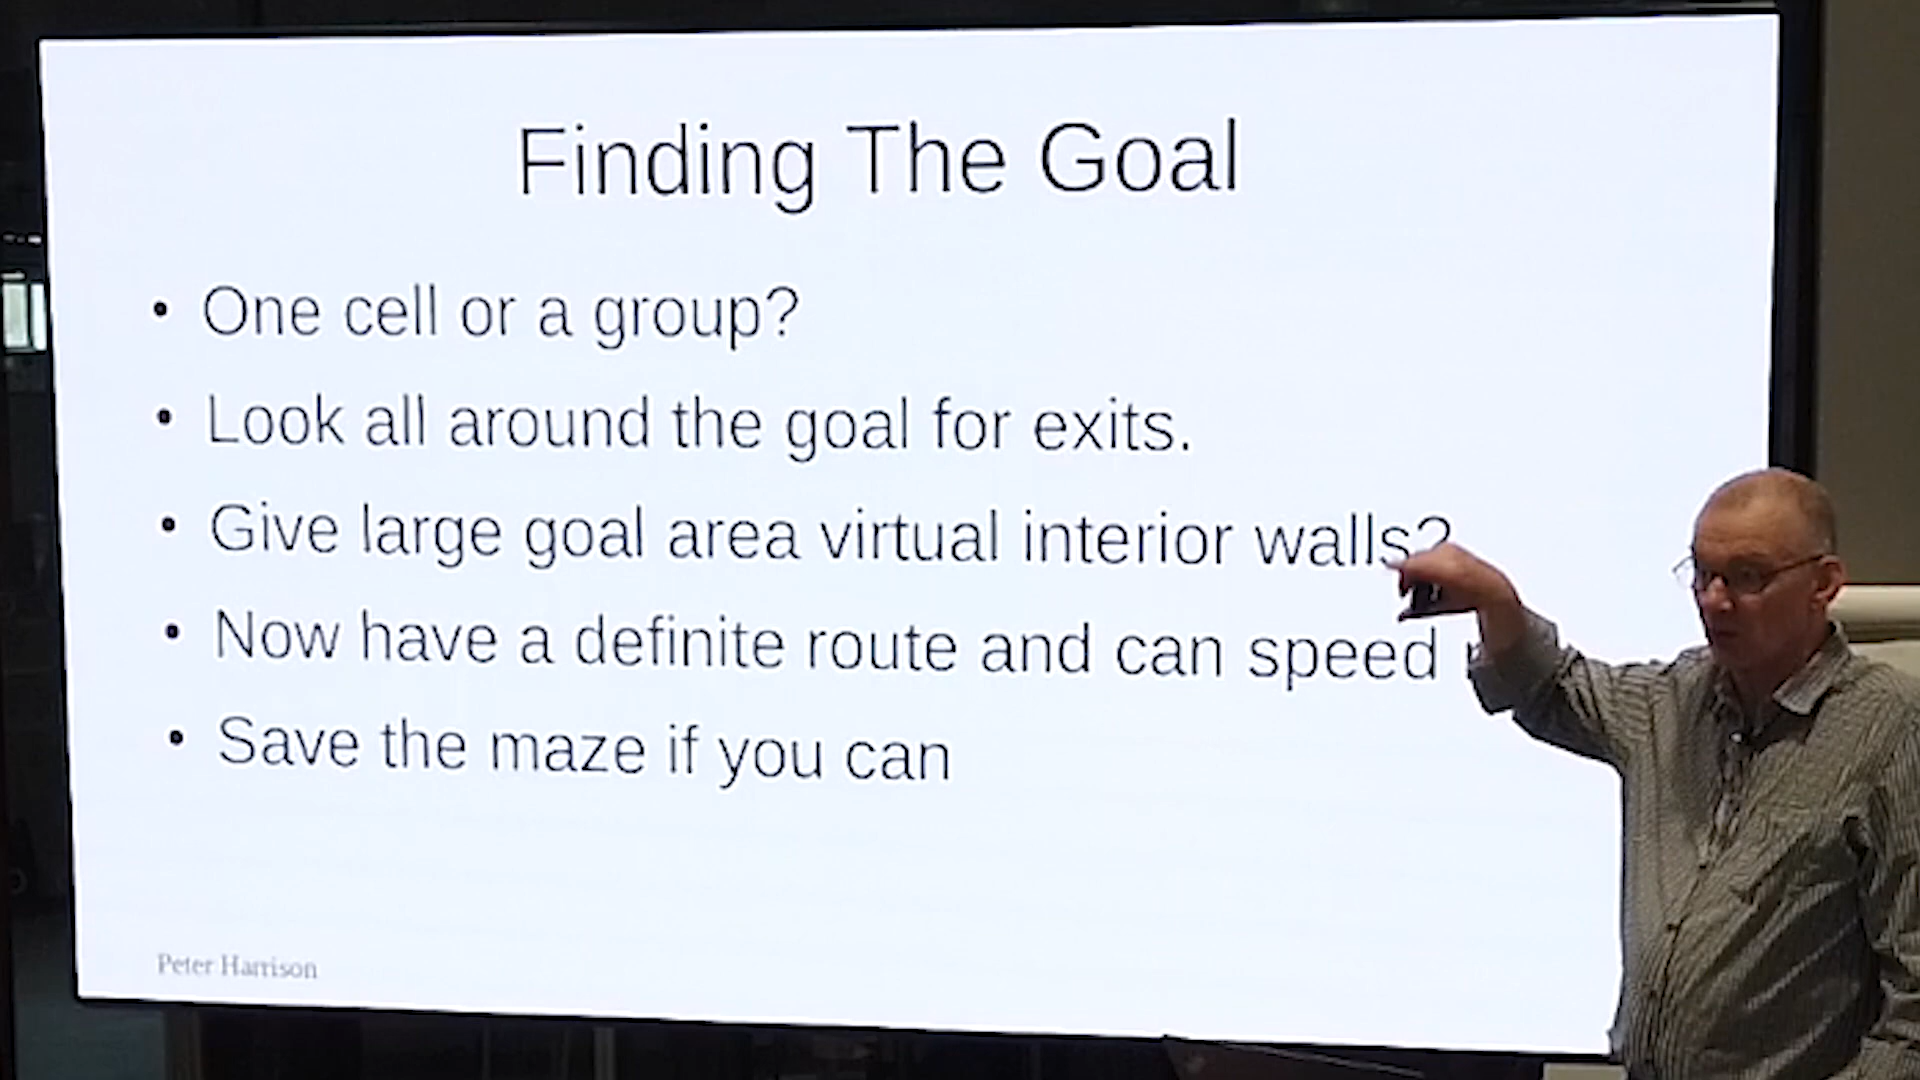 Finding The Goal
• One cell or a group?
• Look all around the goal for exits.
• Give large goal area virtual interior walls?
• Now have a definite route and can speed
• Save the maze if you can
Peter Harrison